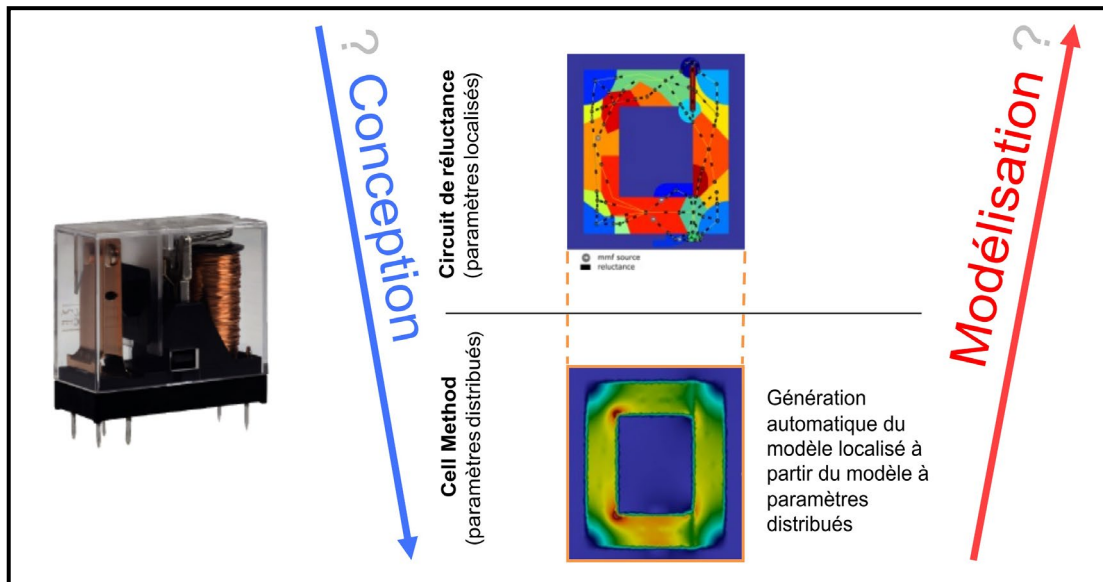 ? Conception
Circuit de réluctance
(paramètres localisés)
mmf source
reluctance
Modélisation ?
Cell Method
(paramètres distribués)
Génération
automatique du
modèle localisé à
partir du modèle à
paramètres
distribués